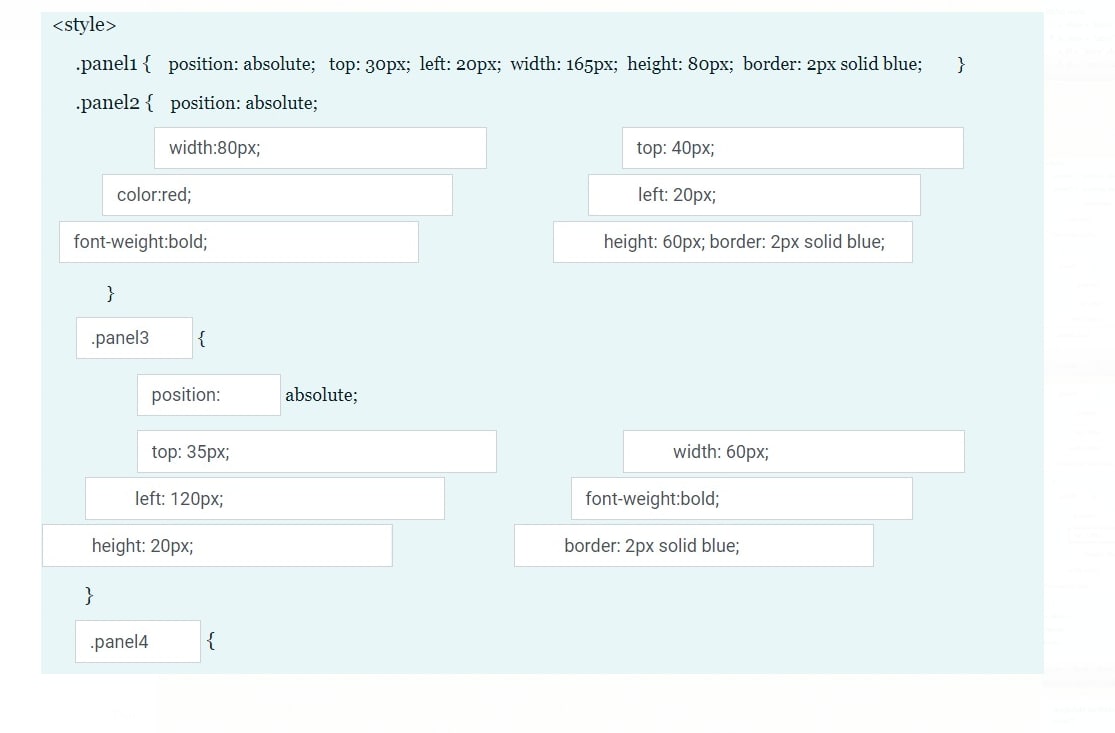 <style>
.panel1 { position: absolute; top: 30px; left: 20px; width: 165px; height: 80px; border: 2px solid blue; }
.panel2 { position: absolute;
width:80px; top: 40px;
color:red; left: 20px;
font-weight:bold; height: 60px; border: 2px solid blue;
}
.panel3 {
position: absolute;
top: 35px; width: 60px;
left: 120px; font-weight:bold;
height: 20px; border: 2px solid blue;
}
.panel4 {